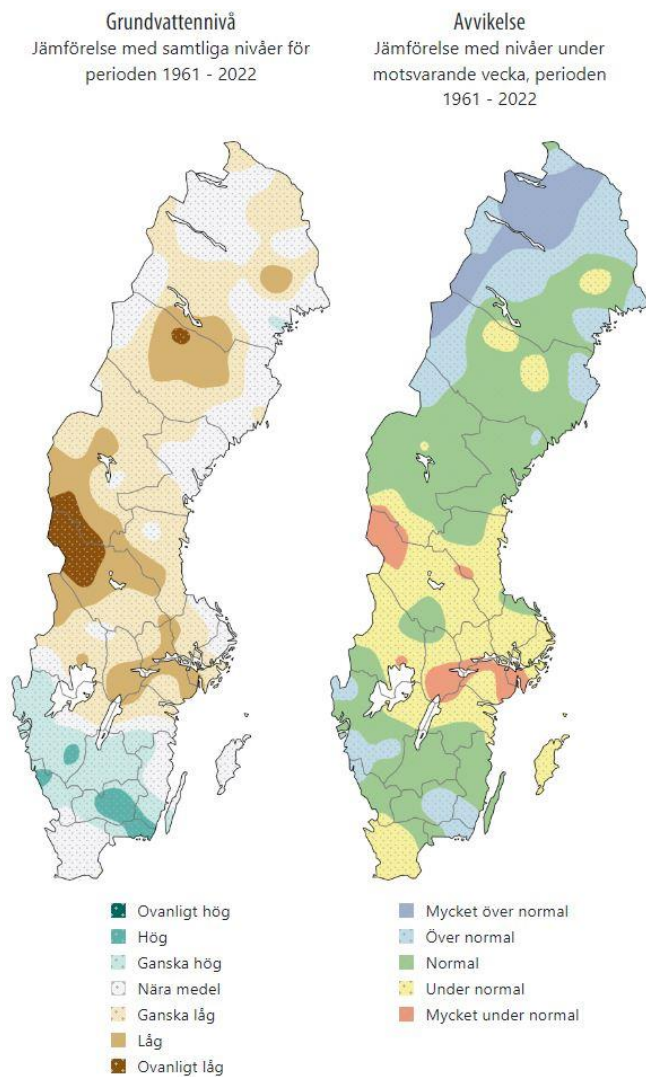 Grundvattennivå
Jämförelse med samtliga nivåer för
perioden 1961 - 2022
Avvikelse
Jämförelse med nivåer under
motsvarande vecka, perioden
1961 - 2022
Ovanligt hög
Hög
Ganska hög
Nära medel
Ganska låg
Låg
Ovanligt låg
Mycket över normal
Över normal
Normal
Under normal
Mycket under normal